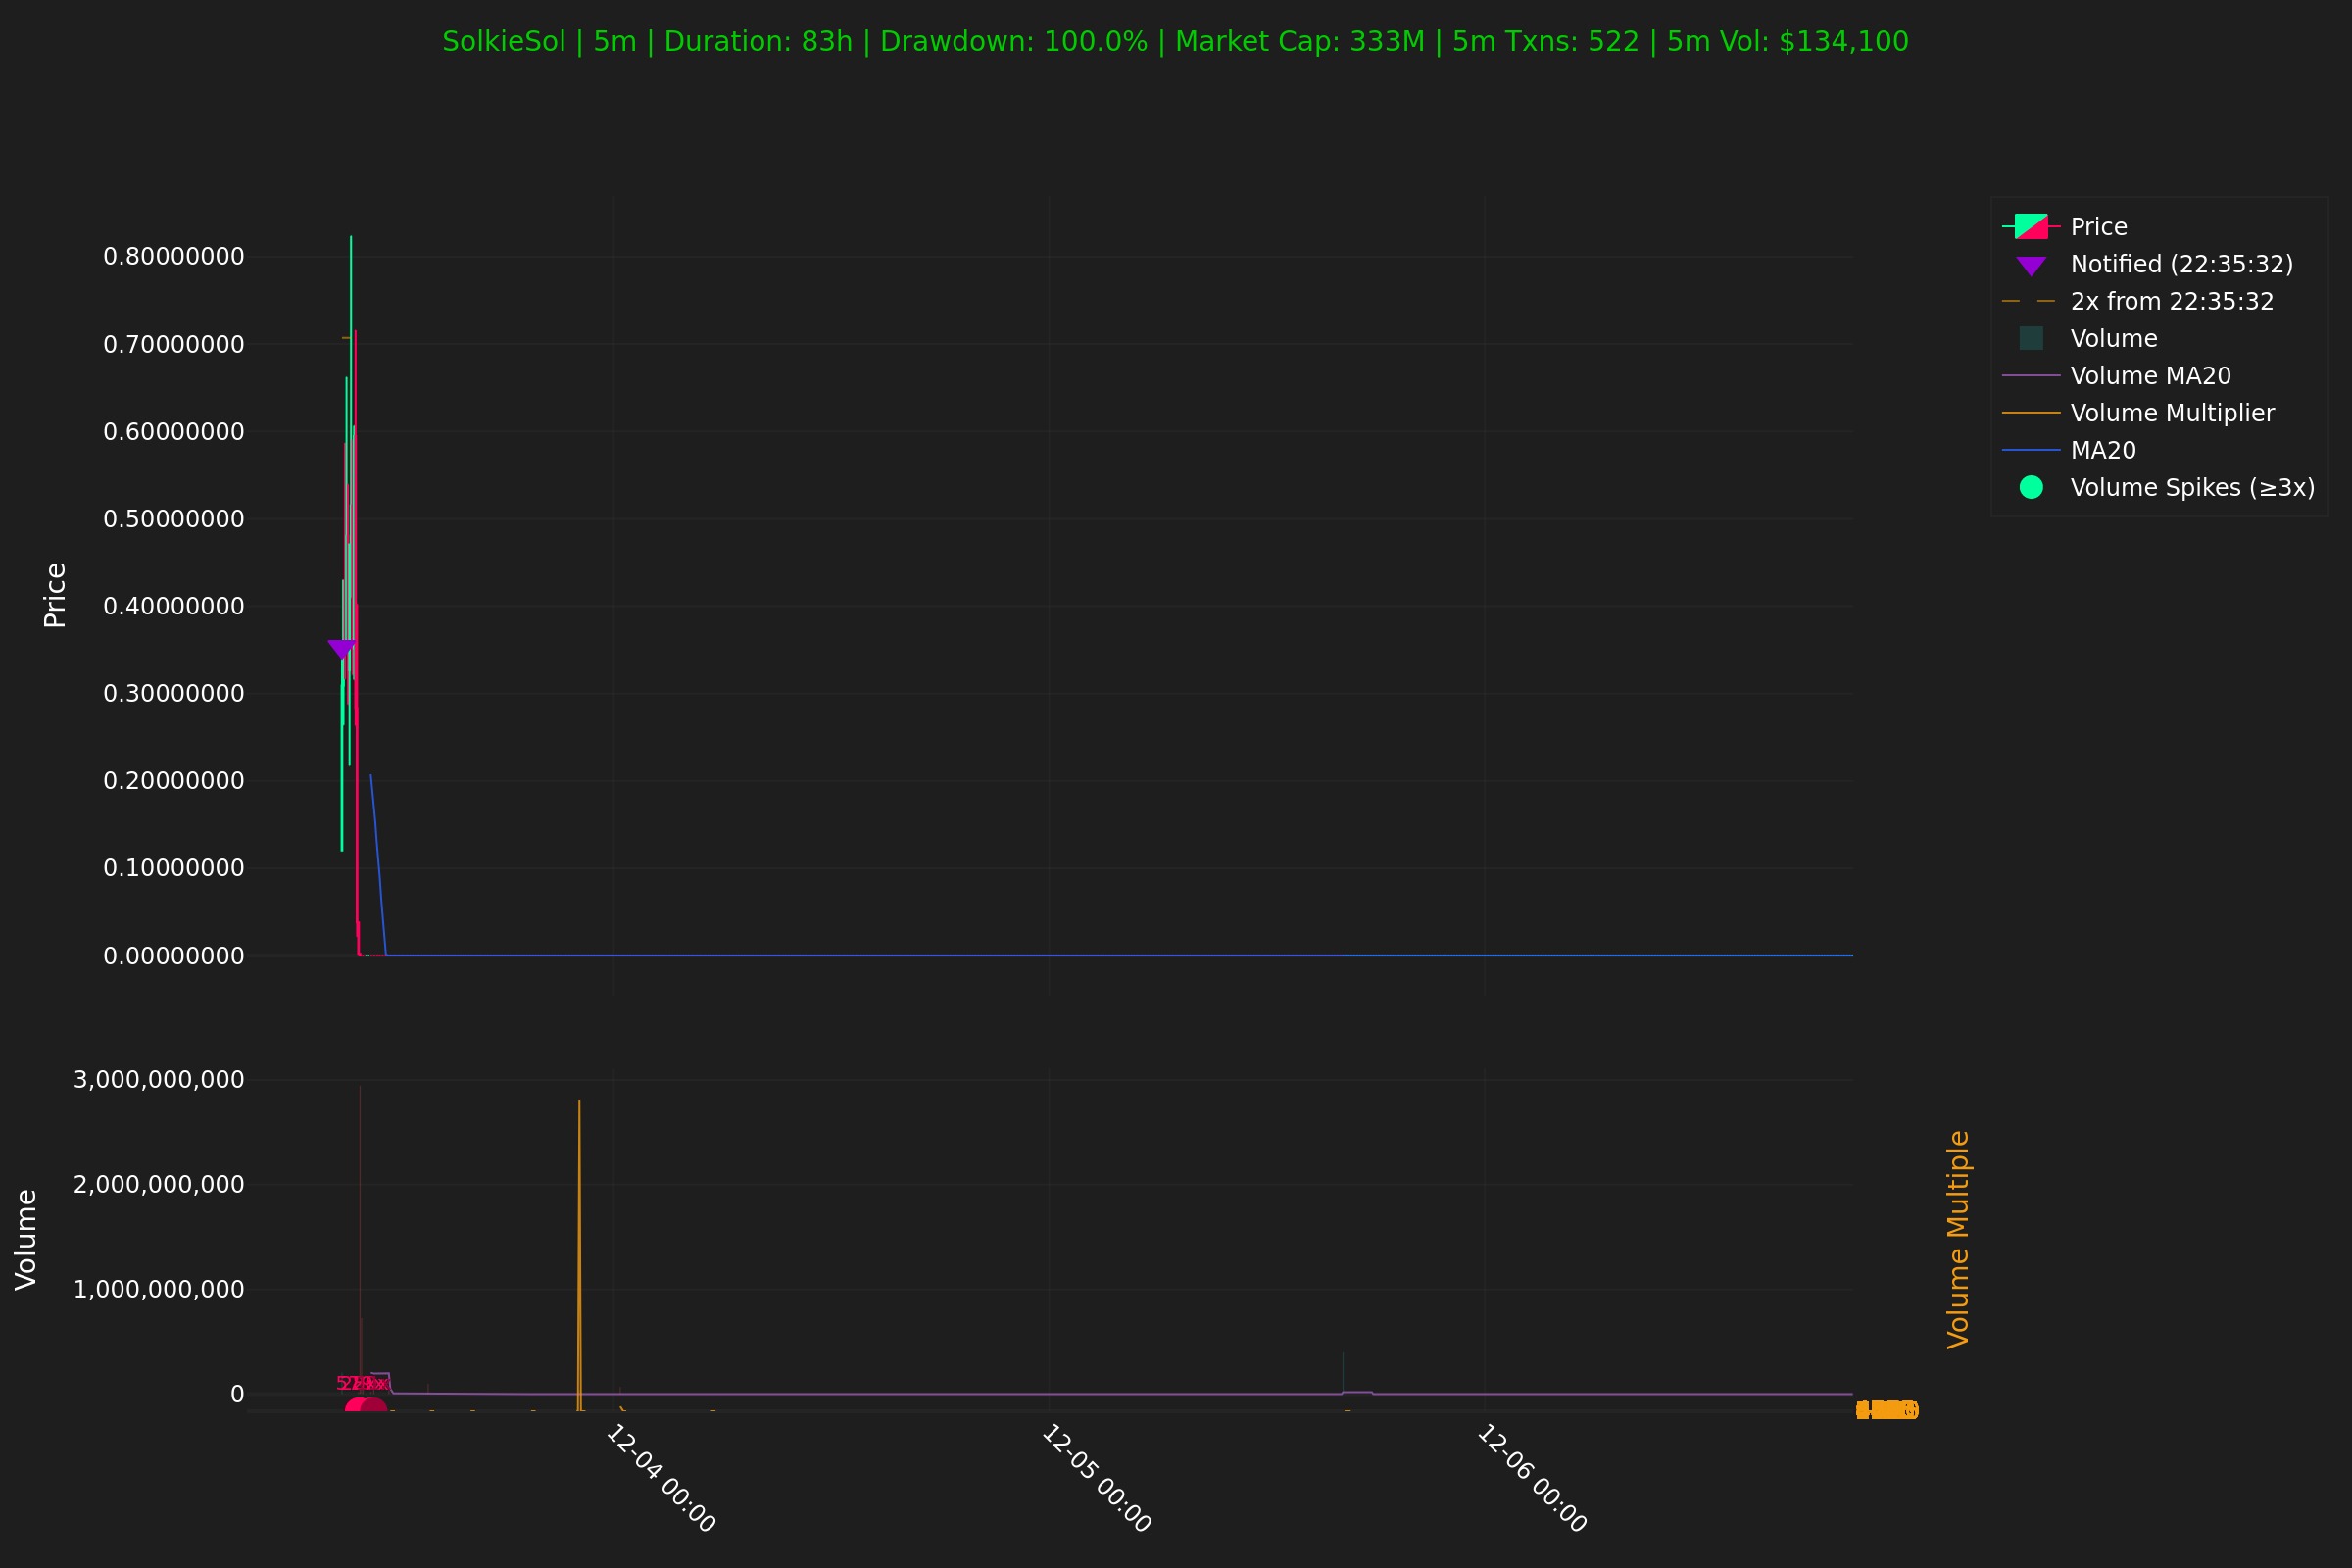 SolkieSol | 5m | Duration: 83h | Drawdown: 100.0% | Market Cap: 333M | 5m Txns: 522 | 5m Vol: $134,100
Price
Notified (22:35:32)
2x from 22:35:32
Volume
Volume MA20
Volume Multiplier
MA20
Volume Spikes (≥3x)
Price
0.80000000
0.70000000
0.60000000
0.50000000
0.40000000
0.30000000
0.20000000
0.10000000
0.00000000
Volume
3,000,000,000
2,000,000,000
1,000,000,000
0
Volume Multiple
12-04 00:00
12-05 00:00
12-06 00:00